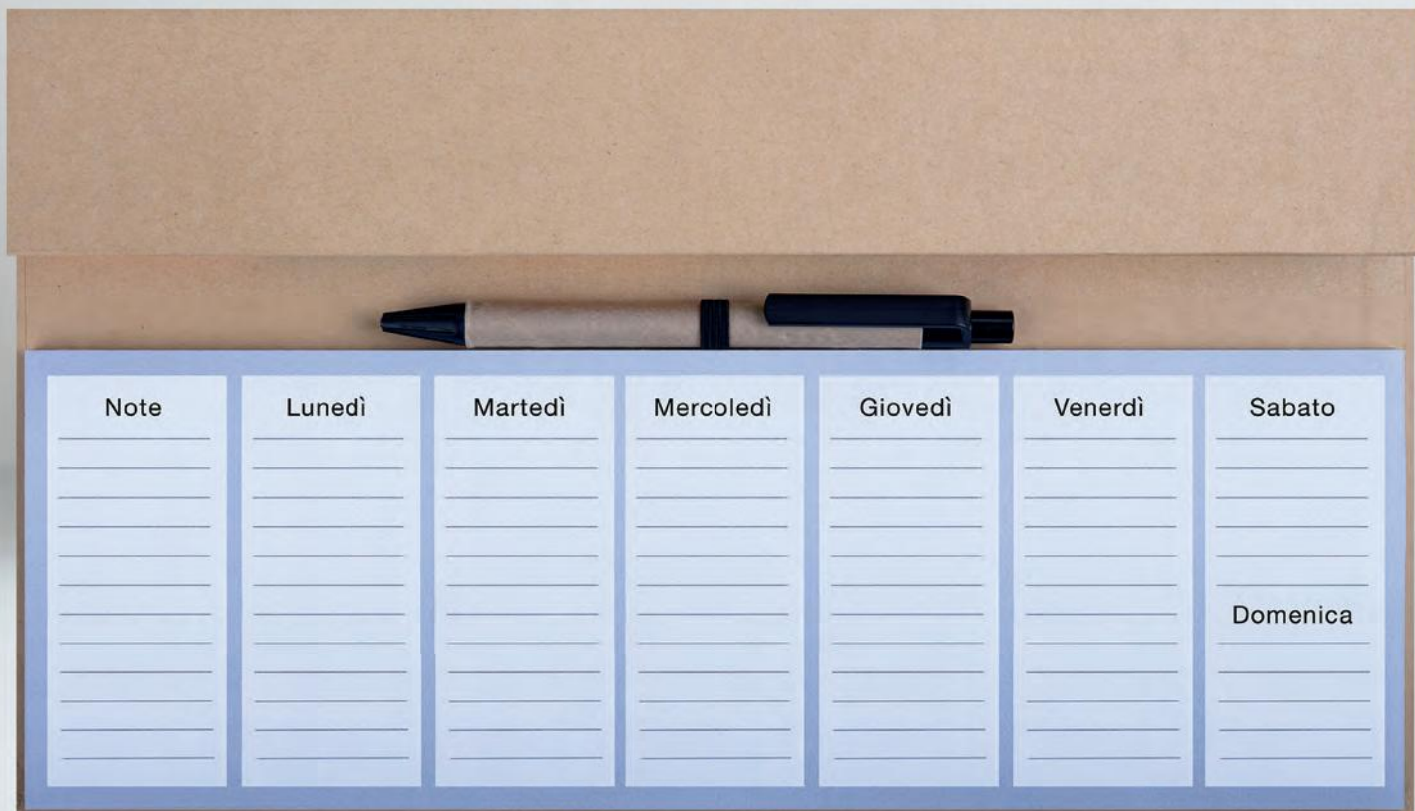 Note
Lunedì
Martedì
Mercoledì
Giovedì
Venerdì
Sabato
Domenica